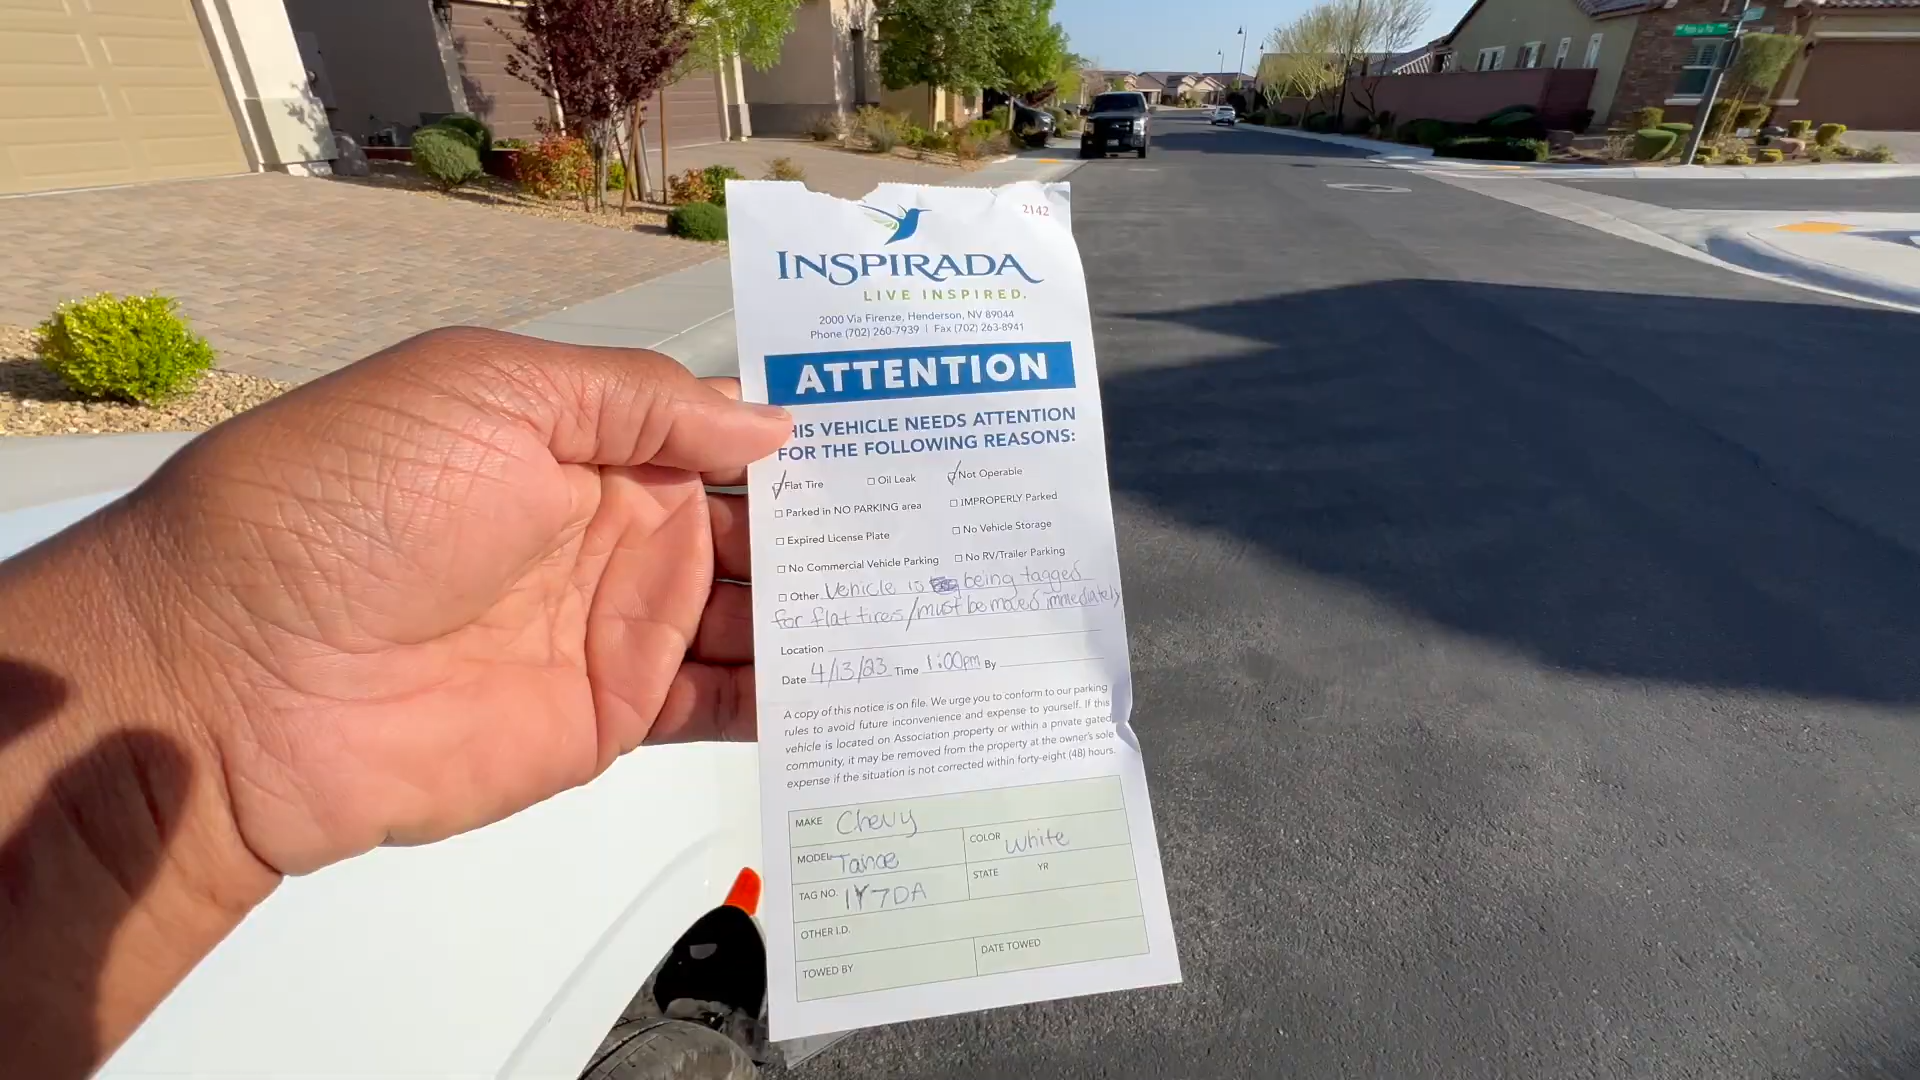 2142
INSPIRADA
LIVE INSPIRED.
2000 Via Firenze, Henderson, NV 89044
Phone (702) 260-7939 | Fax (702) 263-8941
ATTENTION
HIS VEHICLE NEEDS ATTENTION
FOR THE FOLLOWING REASONS:
Flat Tire Oil Leak Not Operable
Parked in NO PARKING area IMPROPERLY Parked
Expired License Plate No Vehicle Storage
No Commercial Vehicle Parking No RV/Trailer Parking
Other Vehicle is being tagged
for flat tires/must be moved immediately
Location
Date 4/13/23 Time 1:00pm By
A copy of this notice is on file. We urge you to conform to our parking
rules to avoid future inconvenience and expense to yourself. If this
vehicle is located on Association property or within a private gated
community, it may be removed from the property at the owner's sole
expense if the situation is not corrected within forty-eight (48) hours.
MAKE Chevy
MODEL Tahoe COLOR White
TAG NO. 1Y7DA STATE YR
OTHER I.D.
TOWED BY DATE TOWED